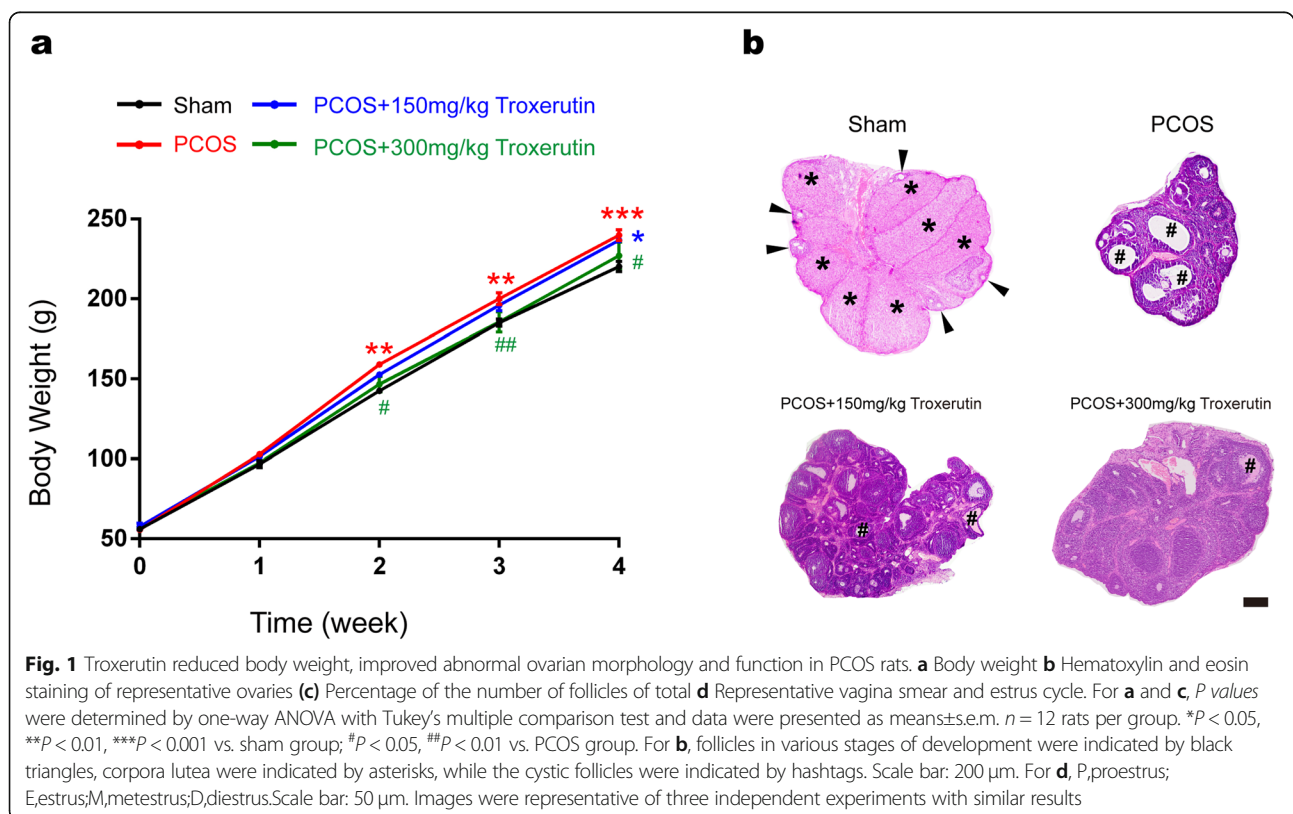 a
Sham
PCOS+150mg/kg Troxerutin
PCOS
PCOS+300mg/kg Troxerutin
250
200
150
100
50
Body Weight (g)
***
*
#
**
##
**
#
0 1 2 3 4
Time (week)
b
Sham
PCOS
* * * * * * *
# # #
PCOS+150mg/kg Troxerutin
PCOS+300mg/kg Troxerutin
# #
#
Fig. 1 Troxerutin reduced body weight, improved abnormal ovarian morphology and function in PCOS rats. a Body weight b Hematoxylin and eosin
staining of representative ovaries (c) Percentage of the number of follicles of total d Representative vagina smear and estrus cycle. For a and c, P values
were determined by one-way ANOVA with Tukey's multiple comparison test and data were presented as means±s.e.m. n = 12 rats per group. *P < 0.05,
**P < 0.01, ***P < 0.001 vs. sham group; #P < 0.05, ##P < 0.01 vs. PCOS group. For b, follicles in various stages of development were indicated by black
triangles, corpora lutea were indicated by asterisks, while the cystic follicles were indicated by hashtags. Scale bar: 200 μm. For d, P,proestrus;
E,estrus;M,metestrus;D,diestrus.Scale bar: 50 μm. Images were representative of three independent experiments with similar results